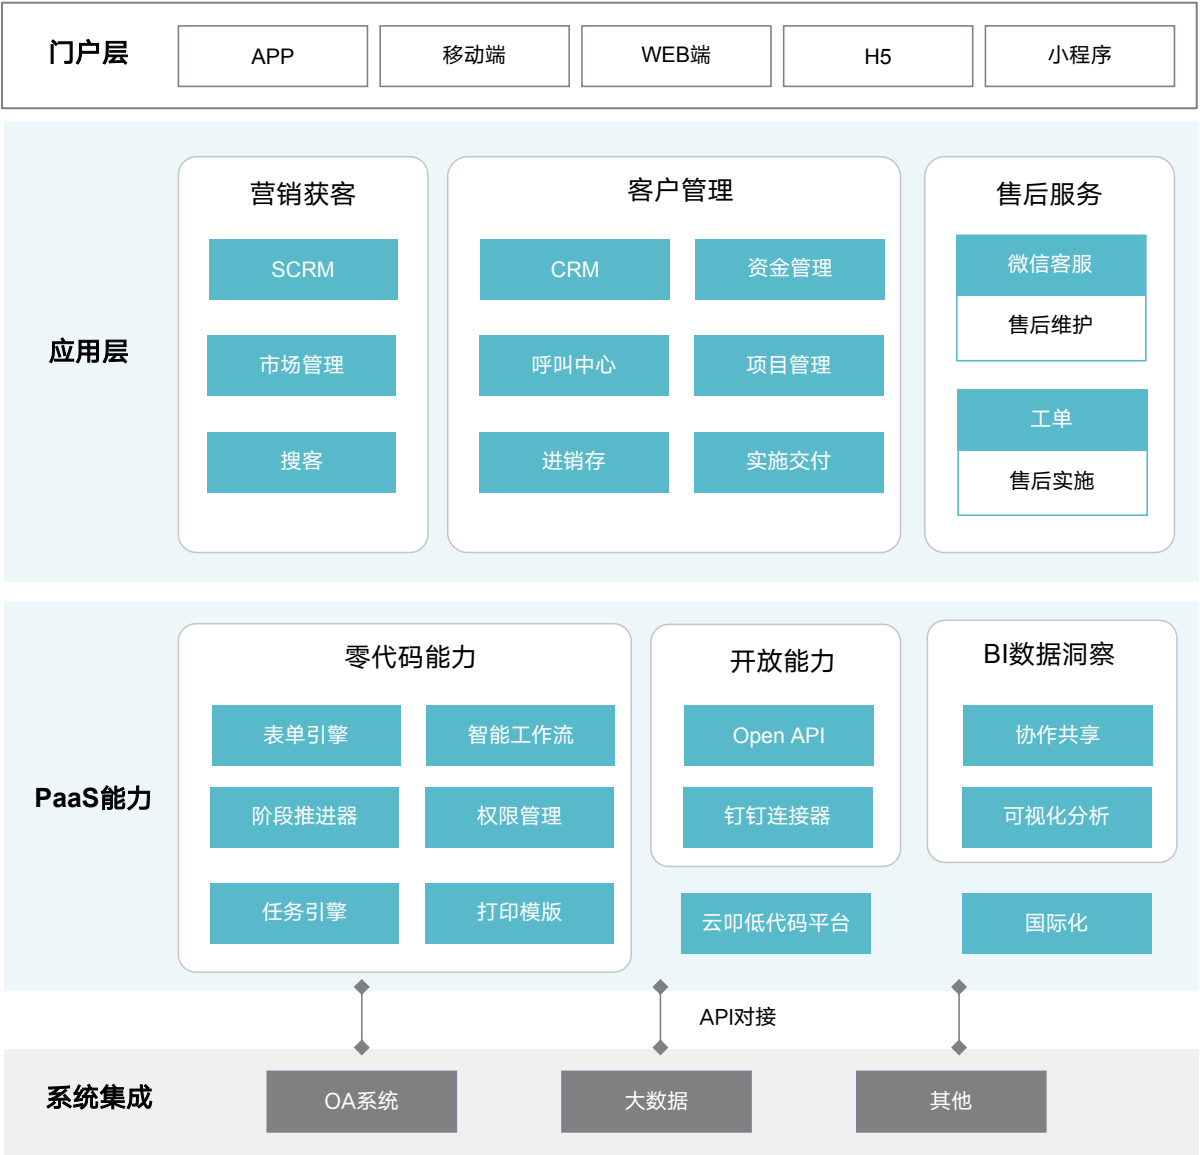 门户层
APP
移动端
WEB端
H5
小程序
应用层
营销获客
SCRM
市场管理
搜客
客户管理
CRM
资金管理
呼叫中心
项目管理
进销存
实施交付
售后服务
微信客服
售后维护
工单
售后实施
PaaS能力
零代码能力
表单引擎
智能工作流
阶段推进器
权限管理
任务引擎
打印模版
开放能力
Open API
钉钉连接器
云叩低代码平台
BI数据洞察
协作共享
可视化分析
国际化
API对接
系统集成
OA系统
大数据
其他